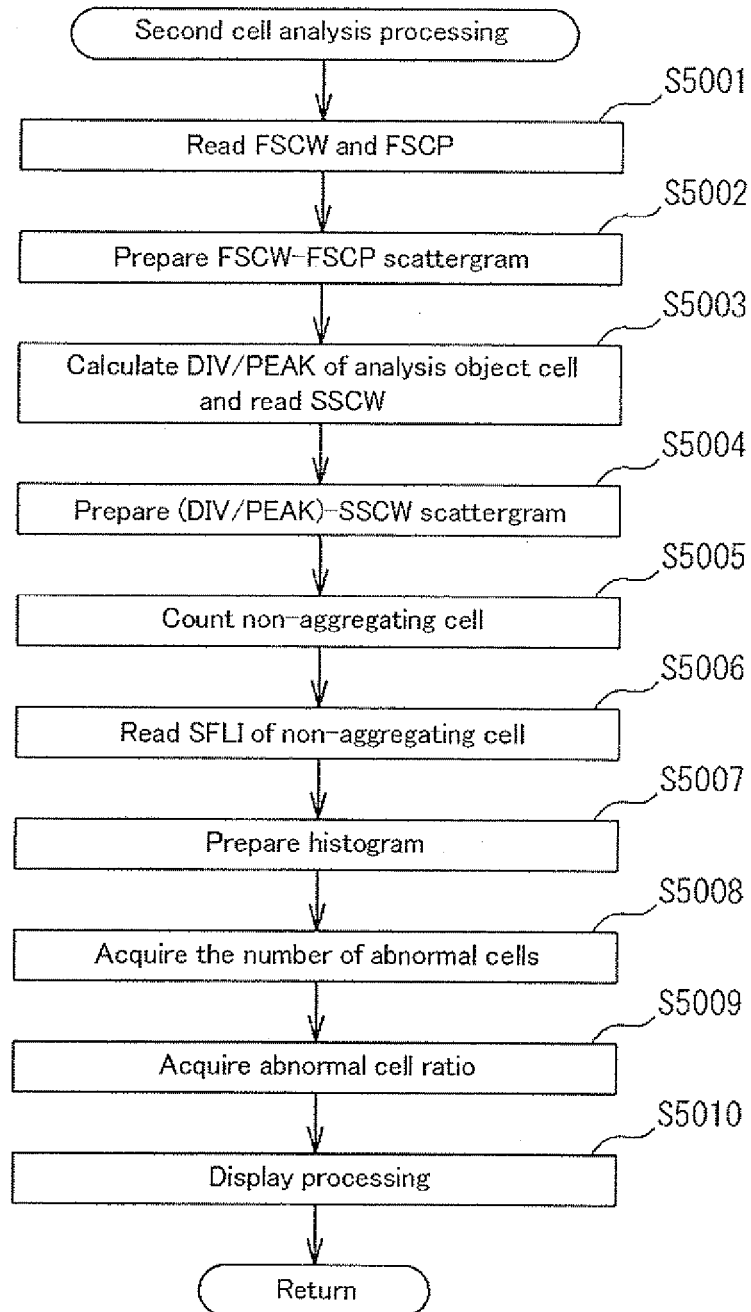 Second cell analysis processing
S5001
Read FSCW and FSCP
S5002
Prepare FSCW-FSCP scattergram
S5003
Calculate DIV/PEAK of analysis object cell
and read SSCW
S5004
Prepare (DIV/PEAK)-SSCW scattergram
S5005
Count non-aggregating cell
S5006
Read SFLI of non-aggregating cell
S5007
Prepare histogram
S5008
Acquire the number of abnormal cells
S5009
Acquire abnormal cell ratio
S5010
Display processing
Return